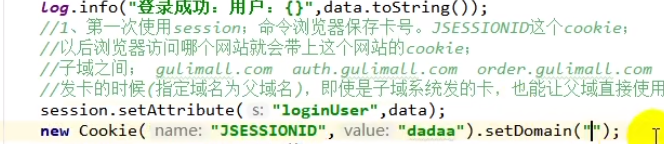 log.info("登录成功：用户：{}",data.toString());
//1、第一次使用session；命令浏览器保存卡号。JSESSIONID这个cookie；
//以后浏览器访问哪个网站就会带上这个网站的cookie；
//子域之间； gulimall.com auth.gulimall.com order.gulimall.com
//发卡的时候(指定域名为父域名)，即使是子域系统发的卡，也能让父域直接使用
session.setAttribute( s: "loginUser",data);
new Cookie( name: "JSESSIONID", value: "dadaa").setDomain("");